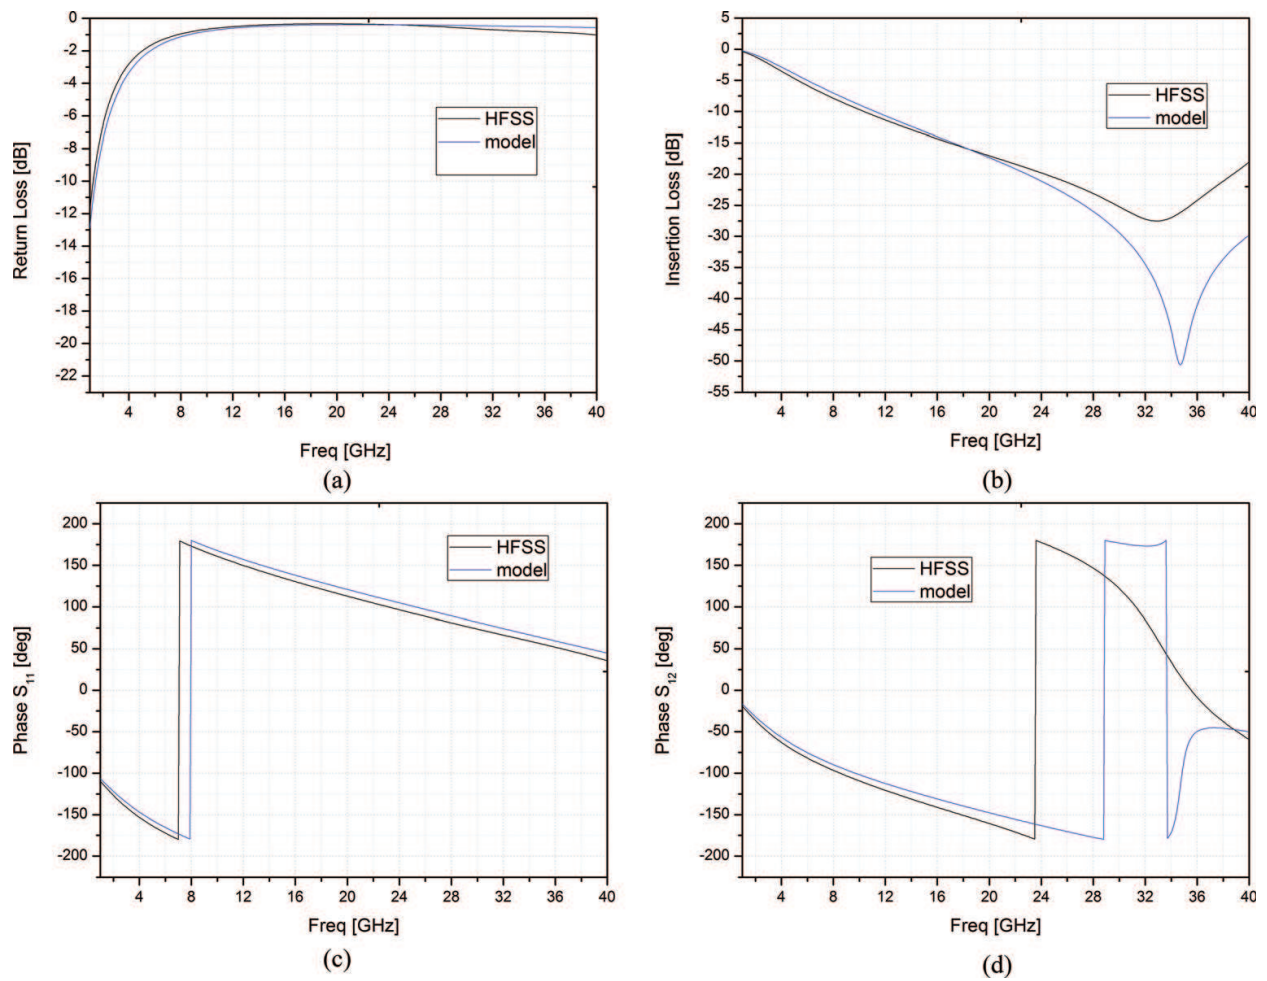 0
-2
-4
-6
-8
-10
-12
-14
-16
-18
-20
-22
Return Loss [dB]
HFSS
model
4 8 12 16 20 24 28 32 36 40
Freq [GHz]
(a)
5
0
-5
-10
-15
-20
-25
-30
-35
-40
-45
-50
-55
Insertion Loss [dB]
HFSS
model
4 8 12 16 20 24 28 32 36 40
Freq [GHz]
(b)
200
150
100
50
0
-50
-100
-150
-200
Phase S11 [deg]
HFSS
model
4 8 12 16 20 24 28 32 36 40
Freq [GHz]
(c)
200
150
100
50
0
-50
-100
-150
-200
Phase S12 [deg]
HFSS
model
4 8 12 16 20 24 28 32 36 40
Freq [GHz]
(d)